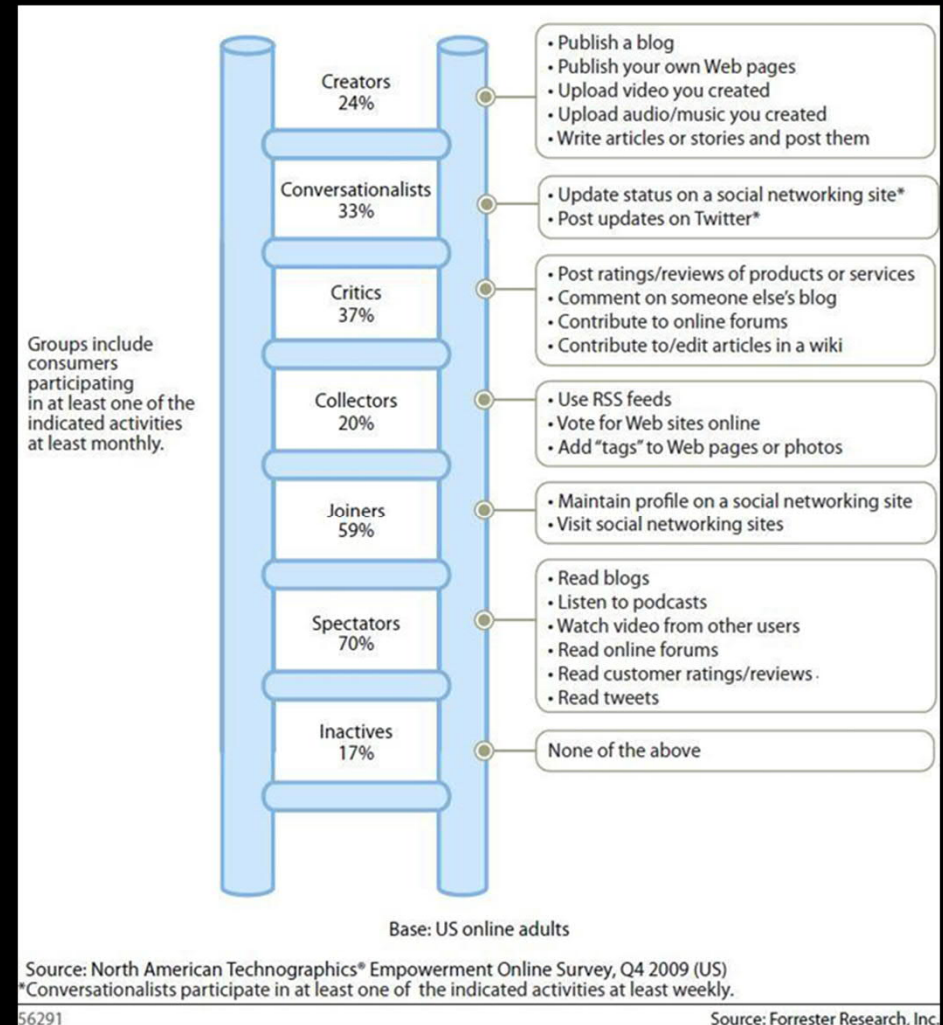 Creators
24%
• Publish a blog
• Publish your own Web pages
• Upload video you created
• Upload audio/music you created
• Write articles or stories and post them
Conversationalists
33%
• Update status on a social networking site*
• Post updates on Twitter*
Critics
37%
• Post ratings/reviews of products or services
• Comment on someone else's blog
• Contribute to online forums
• Contribute to/edit articles in a wiki
Groups include
consumers
participating
in at least one of the
indicated activities
at least monthly.
Collectors
20%
• Use RSS feeds
• Vote for Web sites online
• Add "tags" to Web pages or photos
Joiners
59%
• Maintain profile on a social networking site
• Visit social networking sites
Spectators
70%
• Read blogs
• Listen to podcasts
• Watch video from other users
• Read online forums
• Read customer ratings/reviews
• Read tweets
Inactives
17%
None of the above
Base: US online adults
Source: North American Technographics® Empowerment Online Survey, Q4 2009 (US)
*Conversationalists participate in at least one of the indicated activities at least weekly.
56291
Source: Forrester Research, Inc.